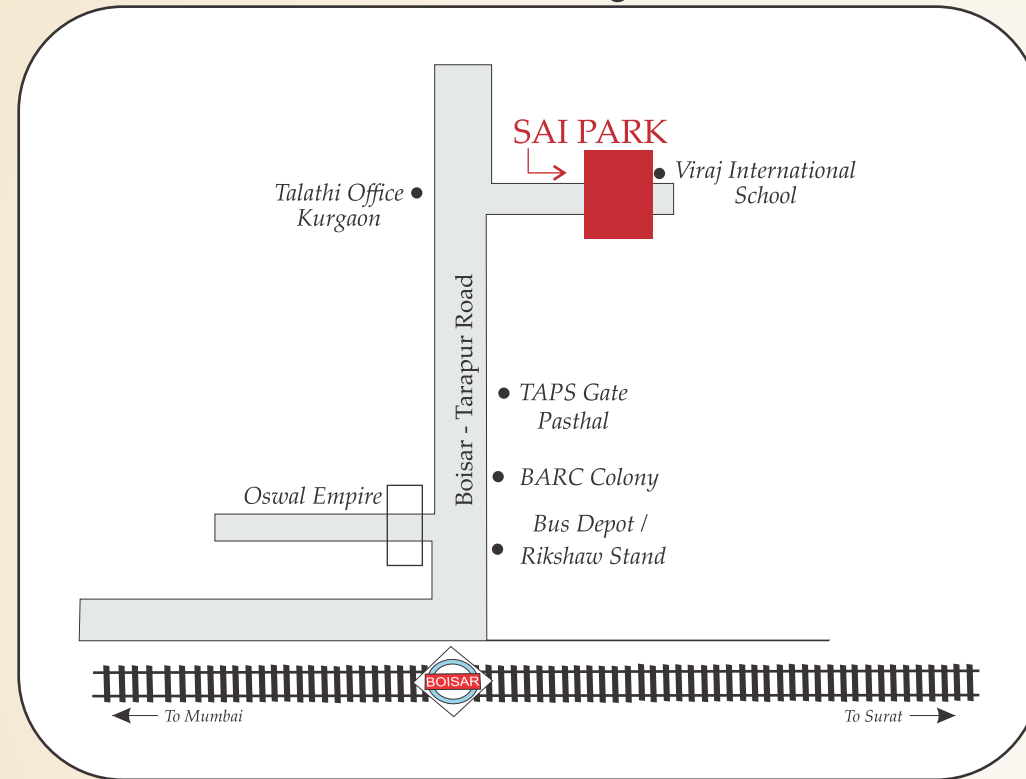 SAI PARK
Viraj International
School
Talathi Office
Kurgaon
Boisar - Tarapur Road
TAPS Gate
Pasthal
BARC Colony
Oswal Empire
Bus Depot /
Rikshaw Stand
BOISAR
To Mumbai
To Surat